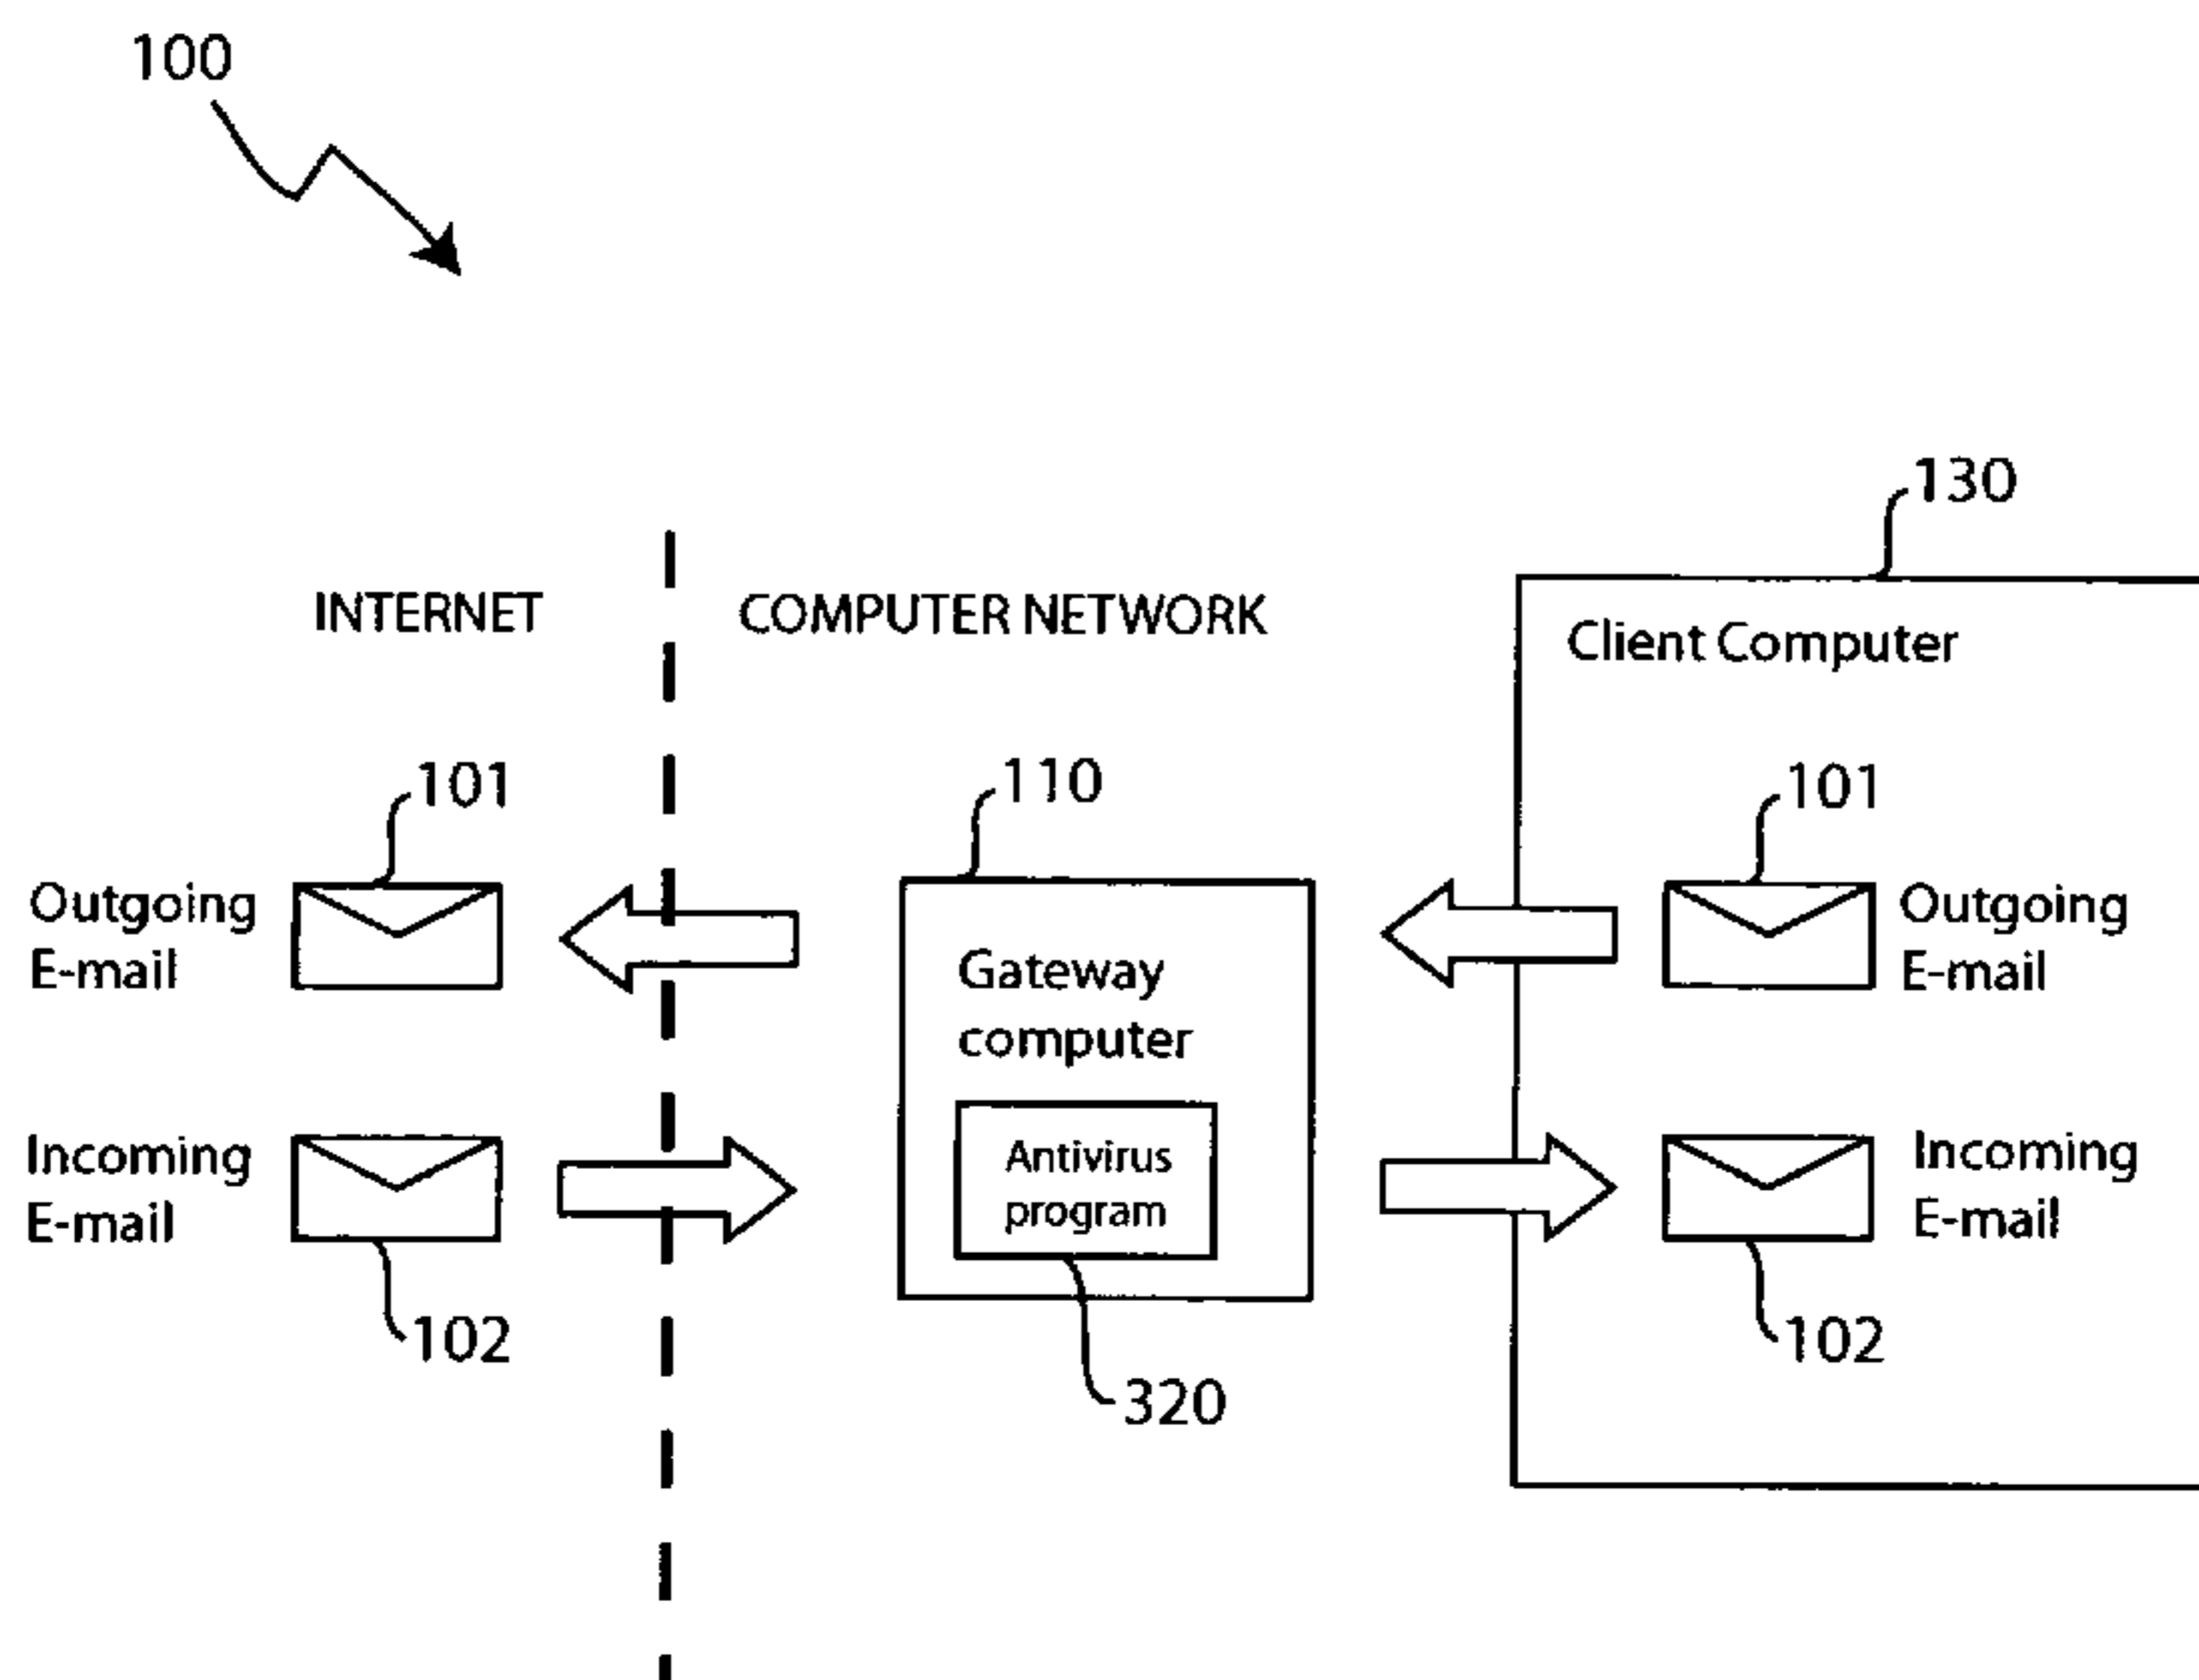 100
130
INTERNET
COMPUTER NETWORK
Client Computer
101
110
101
Outgoing
E-mail
Gateway
computer
Outgoing
E-mail
Incoming
E-mail
Antivirus
program
Incoming
E-mail
102
320
102